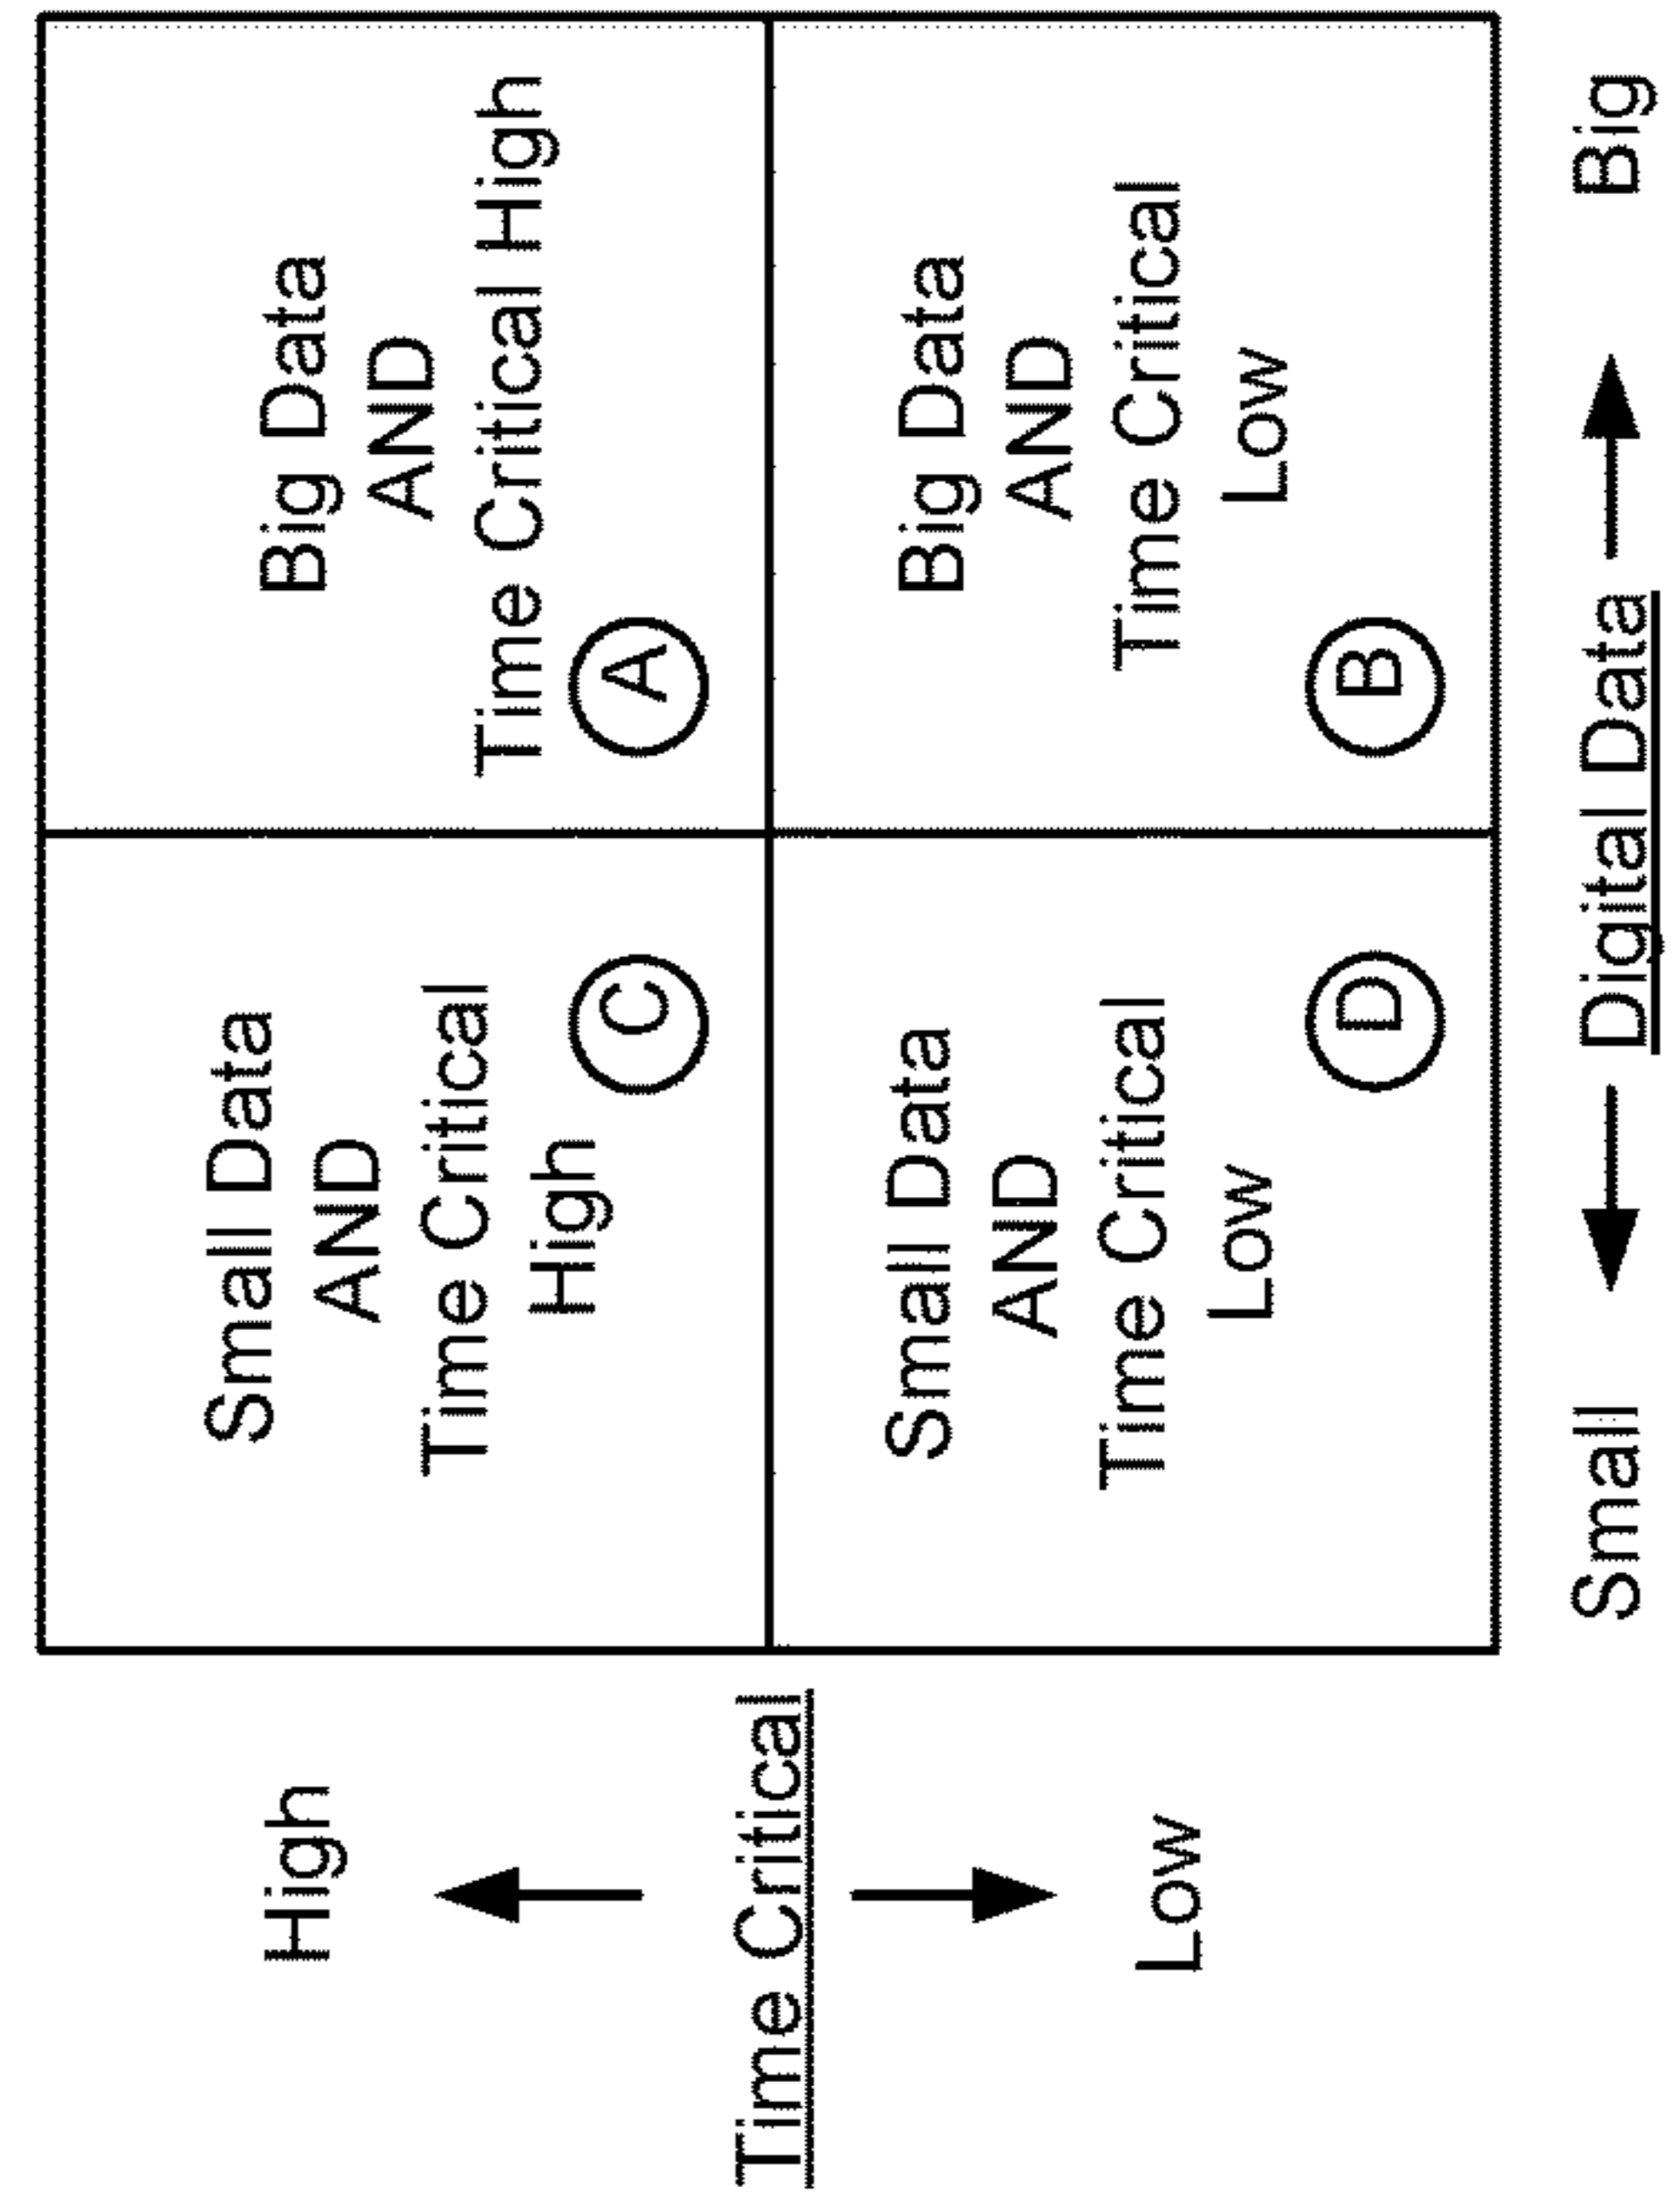 High
Time Critical
Low
Small Data
AND
Time Critical
High
C
Big Data
AND
Time Critical High
A
Small Data
AND
Time Critical
Low
D
Big Data
AND
Time Critical
Low
B
Small
Digital Data
Big